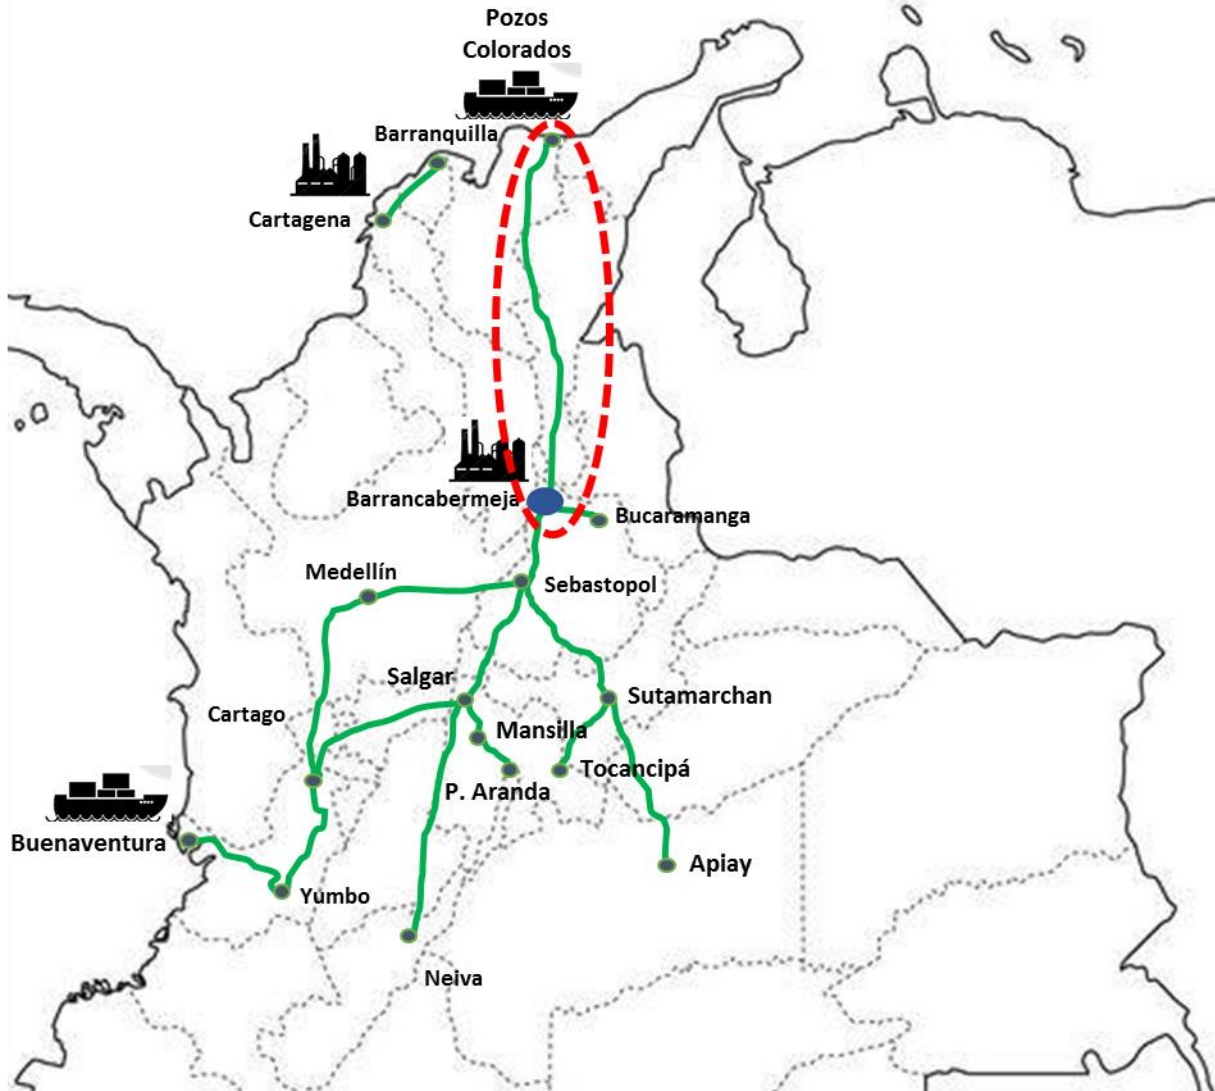 Pozos
Colorados
Barranquilla
Cartagena
Barrancabermeja
Bucaramanga
Medellín
Sebastopol
Salgar
Sutamarchan
Cartago
Mansilla
Tocancipá
P. Aranda
Buenaventura
Apiay
Yumbo
Neiva